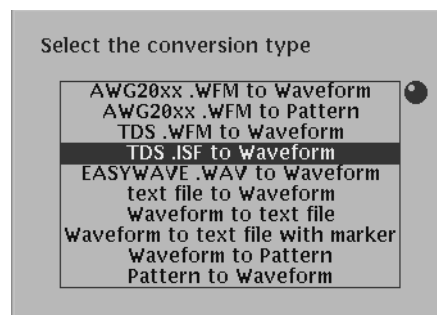 Select the conversion type
AWG20xx .WFM to Waveform
AWG20xx .WFM to Pattern
TDS .WFM to Waveform
TDS .ISF to Waveform
EASYWAVE .WAV to Waveform
text file to Waveform
Waveform to text file
Waveform to text file with marker
Waveform to Pattern
Pattern to Waveform